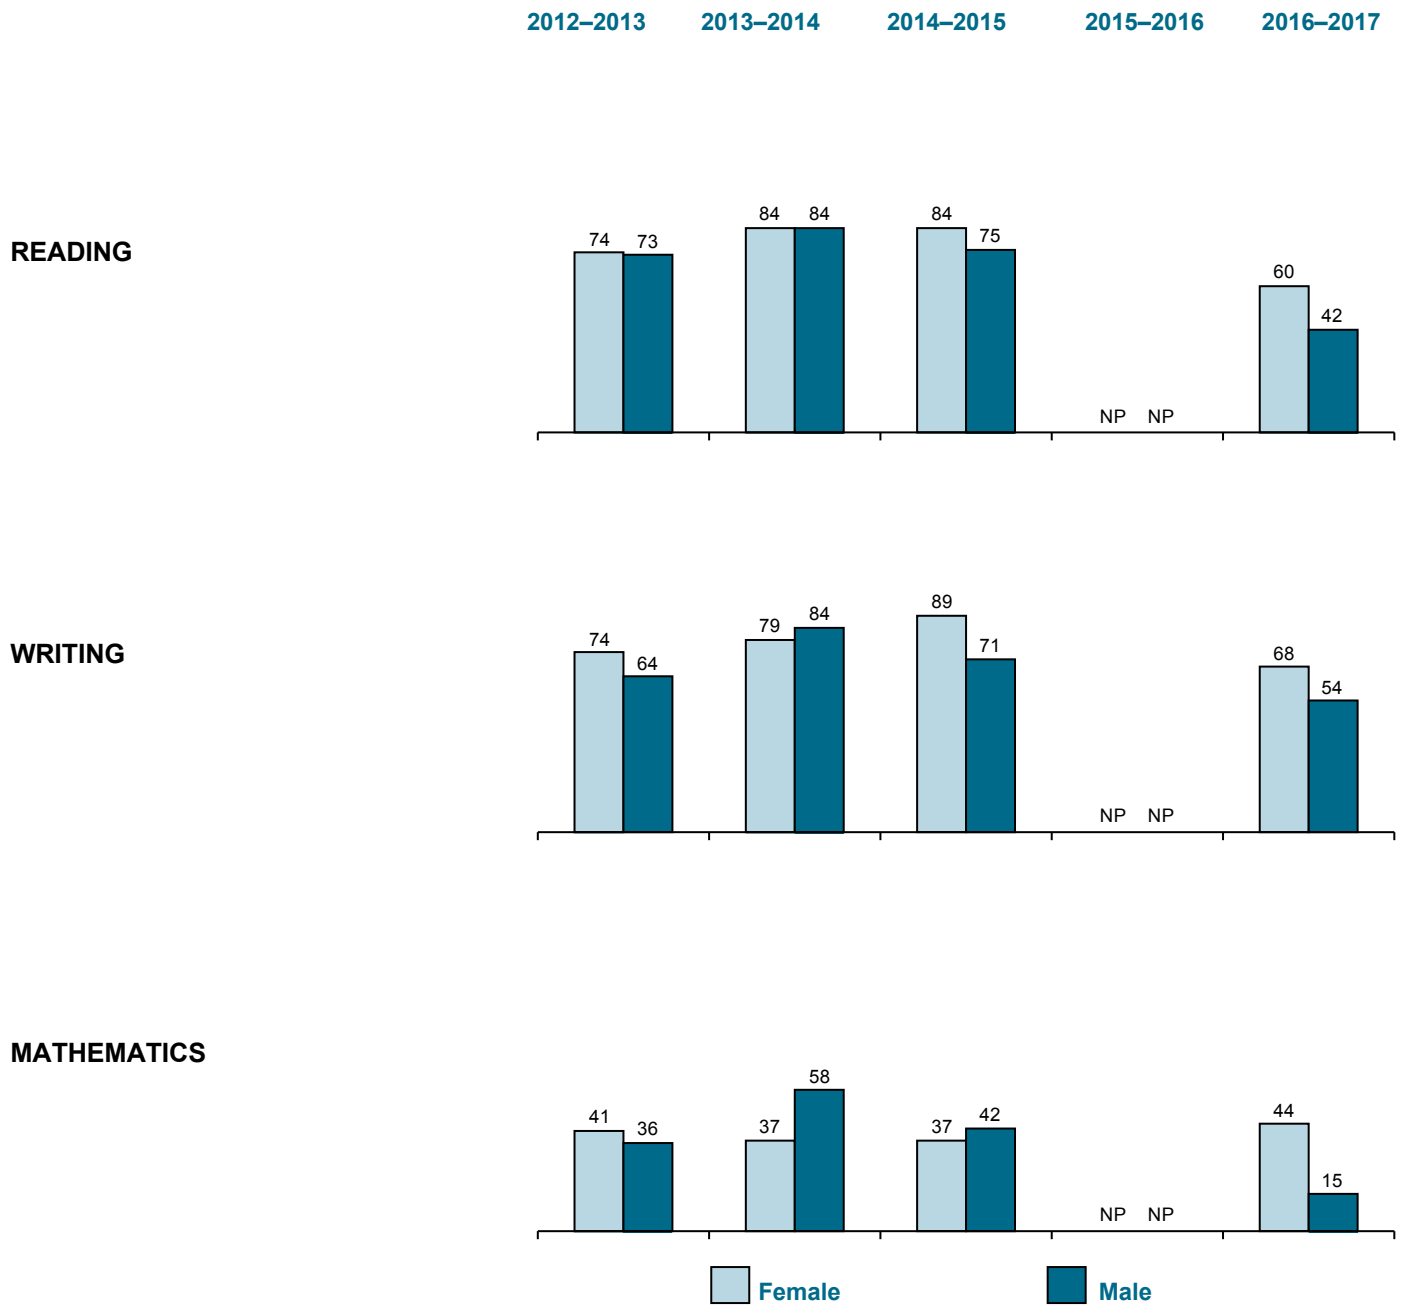 2012–2013 2013–2014 2014–2015 2015–2016 2016–2017
READING
74 73 84 84 84 75 NP NP 60 42
WRITING
74 64 79 84 89 71 NP NP 68 54
MATHEMATICS
41 36 37 58 37 42 NP NP 44 15
Female Male